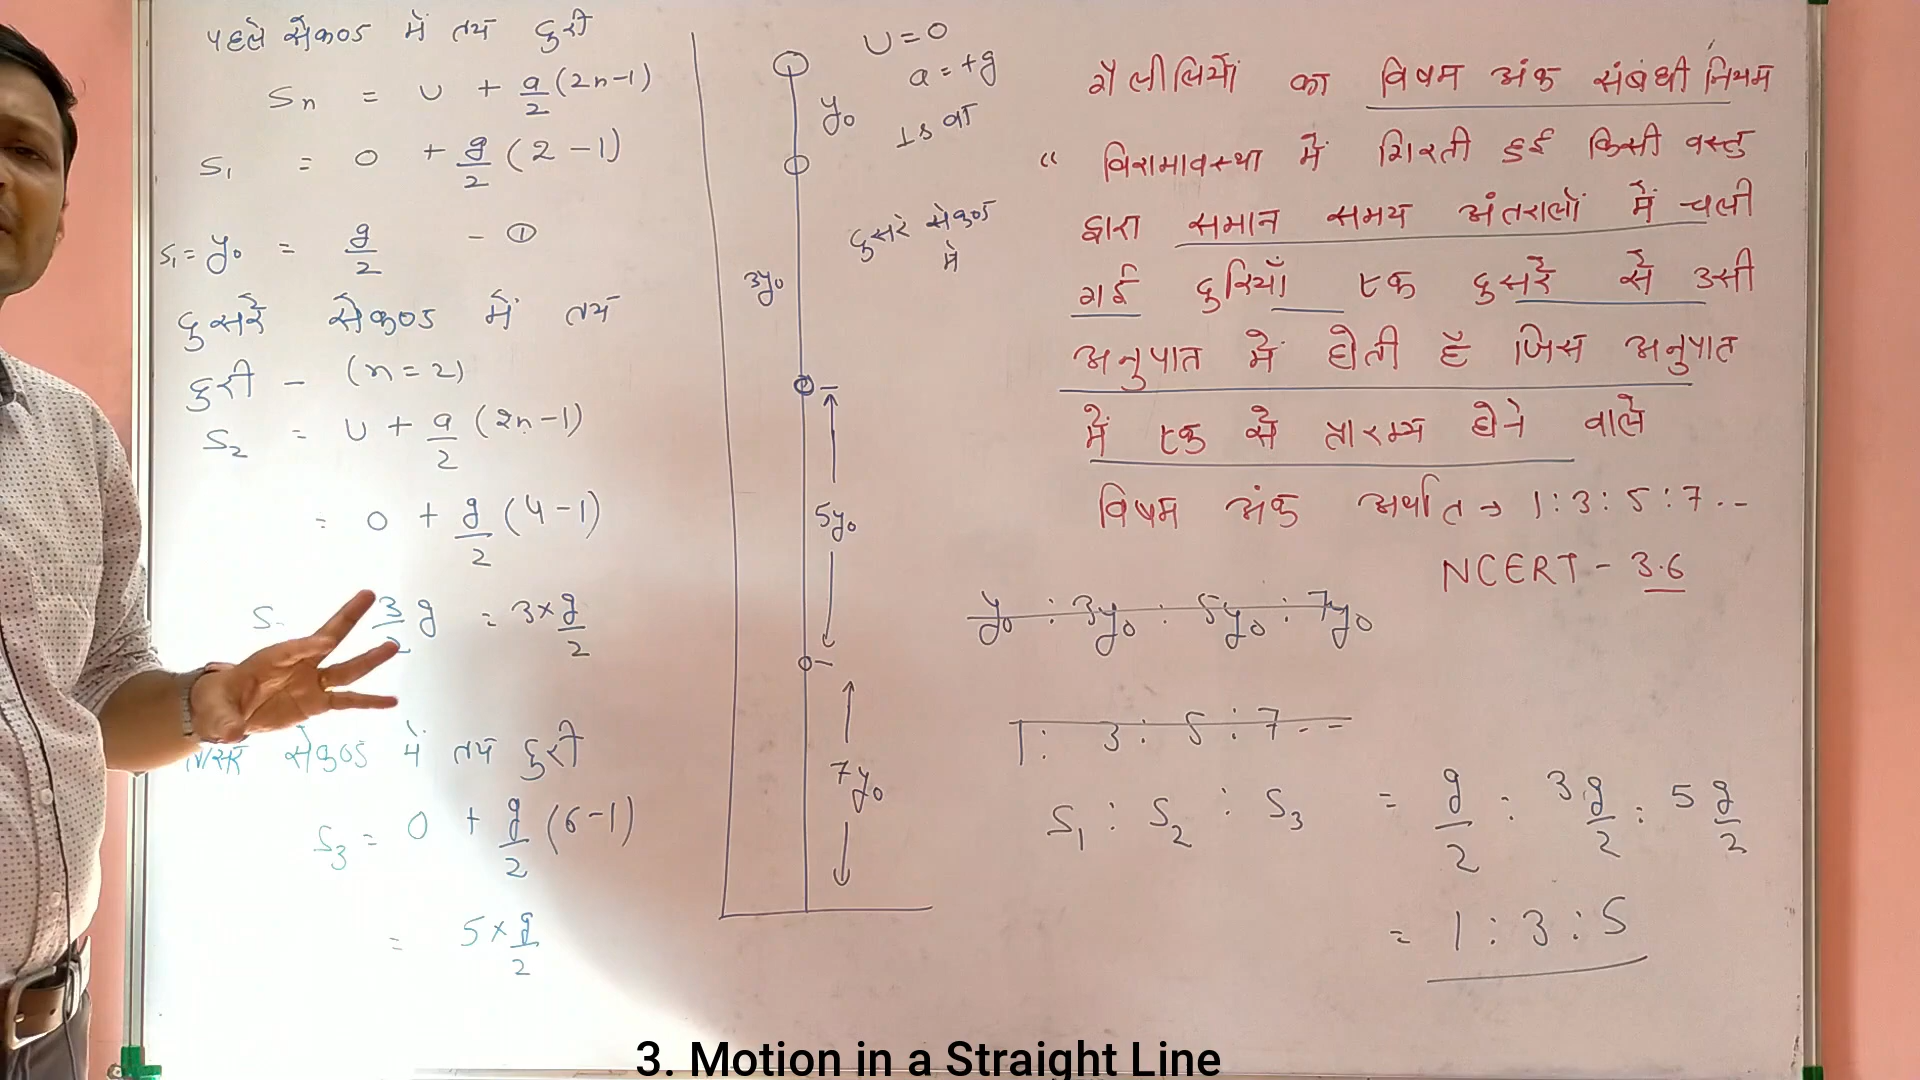 पहले सेकण्ड में तय दुरी
Sn = U + a/2 (2n-1)
S1 = 0 + g/2 (2-1)
S1 = y0 = g/2 - ①
दुसरे सेकण्ड में तय
दुरी - (n=2)
S2 = U + a/2 (2n-1)
= 0 + g/2 (4-1)
3 g = 3 × g/2
सेकण्ड में तय दुरी
S3 = 0 + g/2 (6-1)
= 5 × g/2
U = 0
a = +g
y0
1s बा
दुसरे सेकण्ड
में
3y0
5y0
7y0
गैलीलियों का विषम अंक संबंधी नियम
“ विरामावस्था में गिरती हुई किसी वस्तु
द्वारा समान समय अंतरालों में चली
गई दुरियाँ एक दुसरे से उसी
अनुपात में होती है जिस अनुपात
में एक से प्रारम्भ होने वाले
विषम अंक अर्थात → 1:3:5:7..
NCERT - 3.6
y0 : 3y0 : 5y0 : 7y0
1: 3: 5:7..
S1 : S2 : S3 = g/2 : 3g/2 : 5 g/2
= 1:3:5
3. Motion in a Straight Line